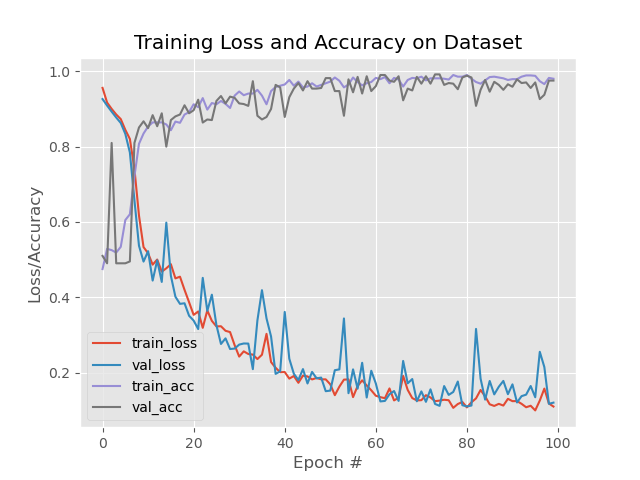 Training Loss and Accuracy on Dataset
1.0
0.8
0.6
0.4
0.2
Loss/Accuracy
train_loss
val_loss
train_acc
val_acc
0 20 40 60 80 100
Epoch #